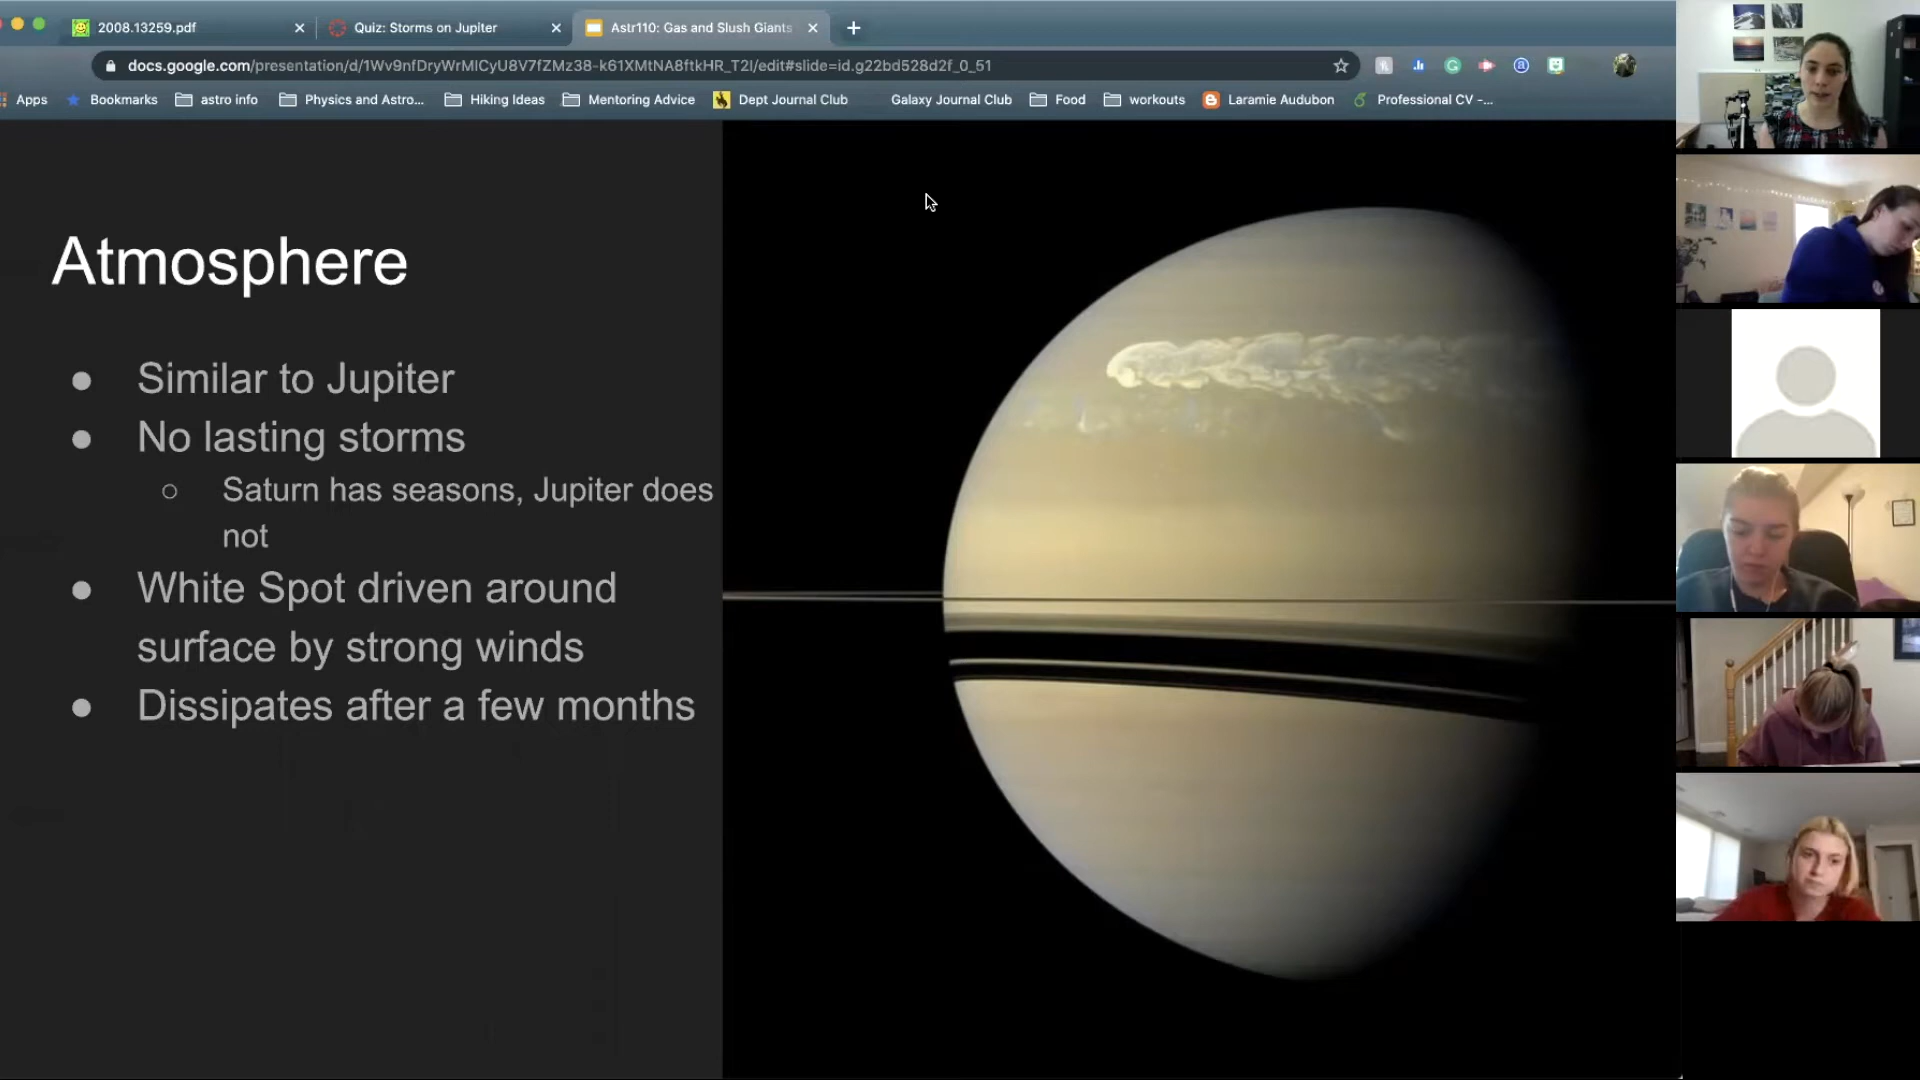 2008.13259.pdf
Quiz: Storms on Jupiter
Astr110: Gas and Slush Giants
docs.google.com/presentation/d/1Wv9nfDryWrMlCyU8V7fZMz38-k61XMtNA8ftkHR_T2I/edit#slide=id.g22bd528d2f_0_51
Apps Bookmarks astro info Physics and Astro... Hiking Ideas Mentoring Advice Dept Journal Club Galaxy Journal Club Food workouts Laramie Audubon Professional CV -...
Atmosphere
● Similar to Jupiter
● No lasting storms
○ Saturn has seasons, Jupiter does
not
● White Spot driven around
surface by strong winds
● Dissipates after a few months